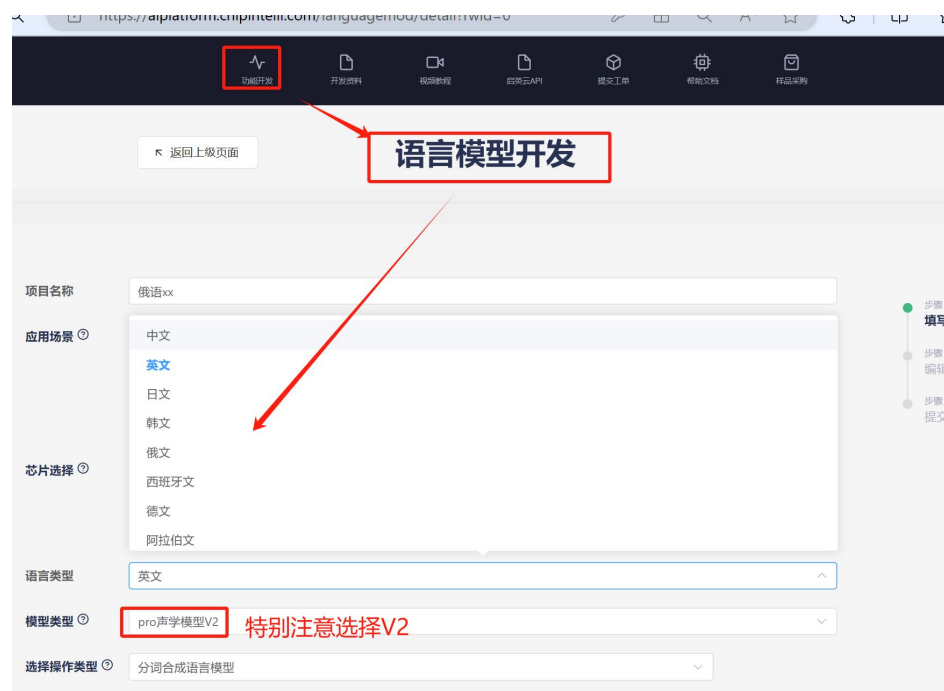 https://aiplatform.chipintelli.com/languagemod/detail?rwid=0
功能开发
开发资料
视频教程
启英云API
提交工单
帮助文档
样品采购
返回上级页面
语言模型开发
项目名称
俄语xx
步骤
填写
应用场景
中文
英文
步骤
编辑
日文
步骤
提交
韩文
俄文
芯片选择
西班牙文
德文
阿拉伯文
语言类型
英文
模型类型
pro声学模型V2
特别注意选择V2
选择操作类型
分词合成语言模型